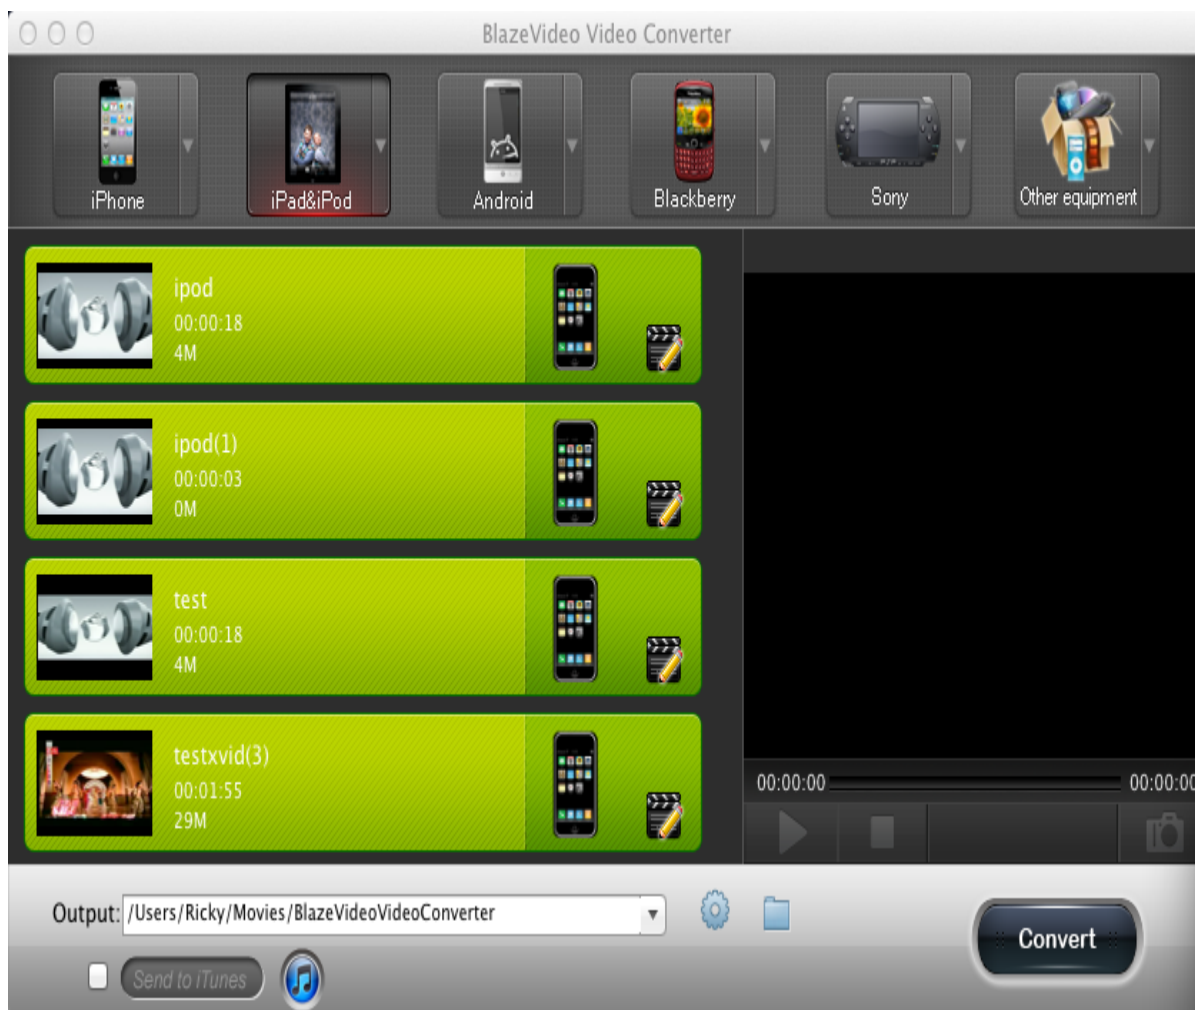 BlazeVideo Video Converter
iPhone
iPad&iPod
Android
Blackberry
Sony
Other equipment
ipod
00:00:18
4M
ipod(1)
00:00:03
0M
test
00:00:18
4M
testxvid(3)
00:01:55
29M
00:00:00
00:00:00
Output: /Users/Ricky/Movies/BlazeVideoVideoConverter
Convert
Send to iTunes